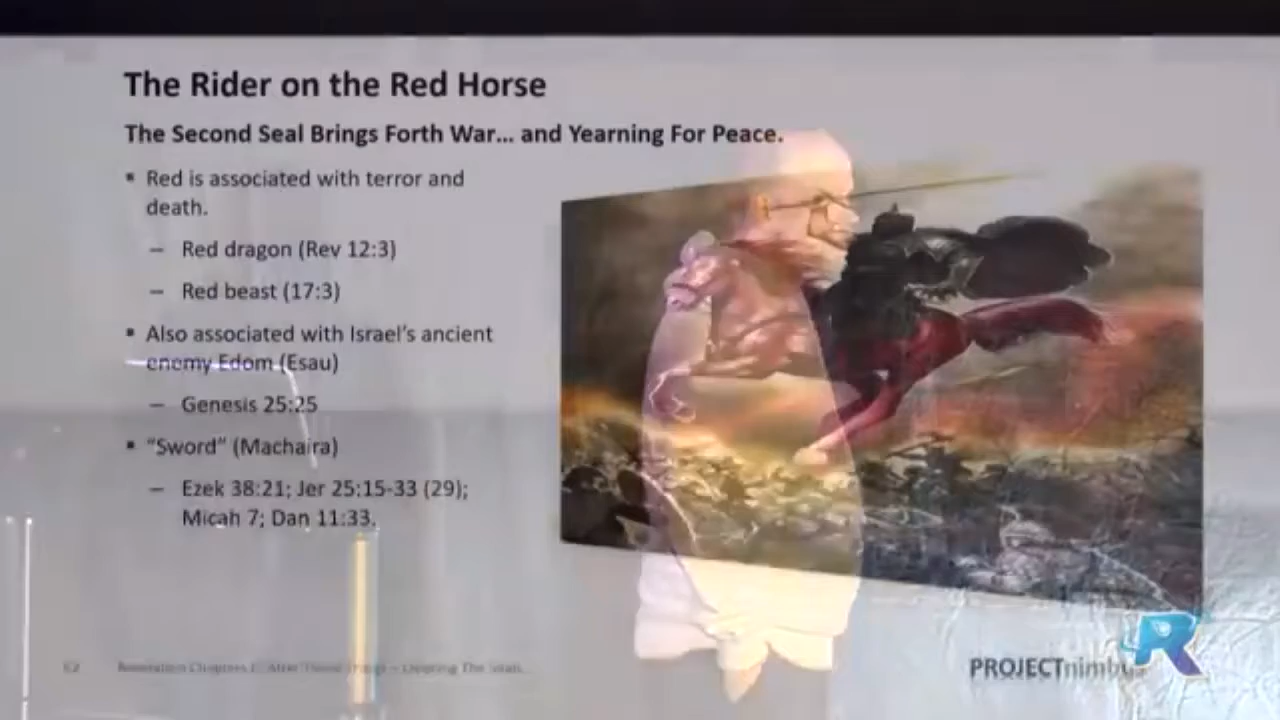 The Rider on the Red Horse
The Second Seal Brings Forth War... and Yearning For Peace.
▪ Red is associated with terror and
death.
– Red dragon (Rev 12:3)
– Red beast (17:3)
▪ Also associated with Israel's ancient
enemy Edom (Esau)
– Genesis 25:25
▪ “Sword” (Machaira)
– Ezek 38:21; Jer 25:15-33 (29);
Micah 7; Dan 11:33.
PROJECTnimbus